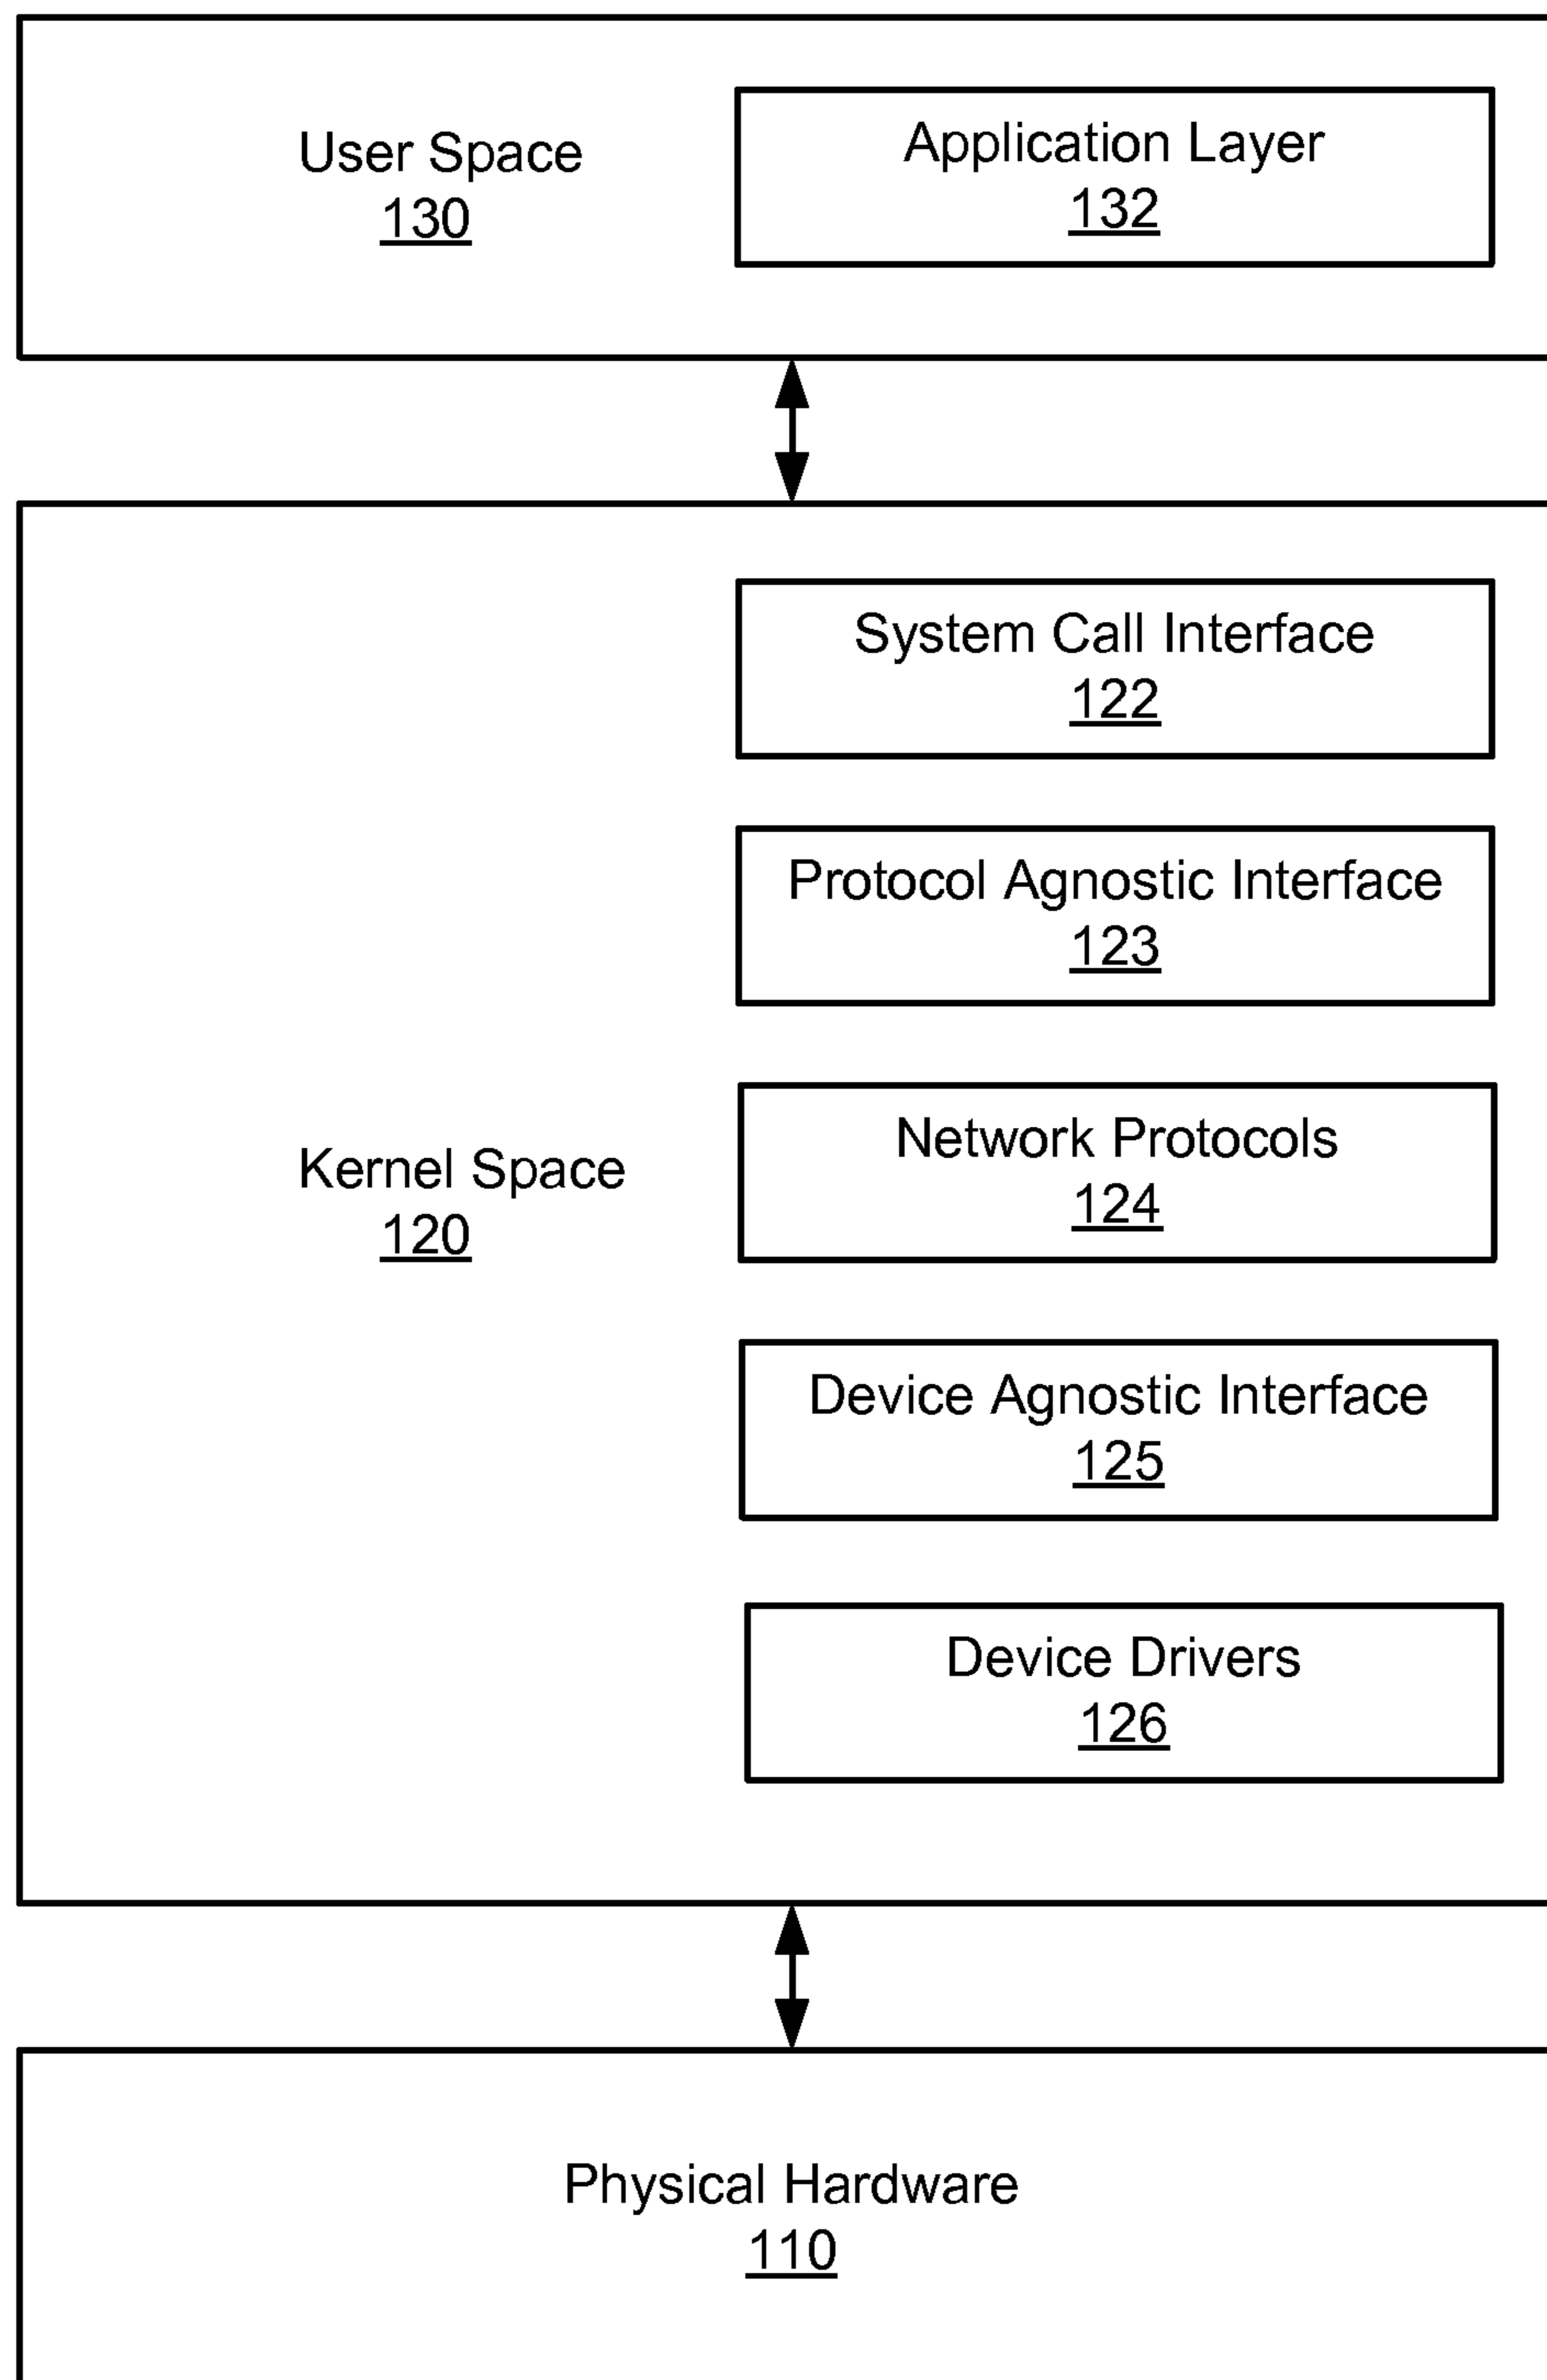 User Space
130
Application Layer
132
System Call Interface
122
Protocol Agnostic Interface
123
Kernel Space
120
Network Protocols
124
Device Agnostic Interface
125
Device Drivers
126
Physical Hardware
110